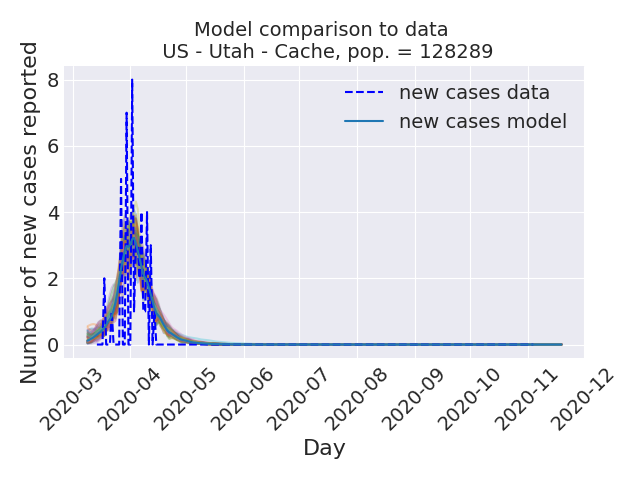 Model comparison to data
US - Utah - Cache, pop. = 128289
Number of new cases reported
8
6
4
2
0
new cases data
new cases model
2020-03
2020-04
2020-05
2020-06
2020-07
2020-08
2020-09
2020-10
2020-11
2020-12
Day